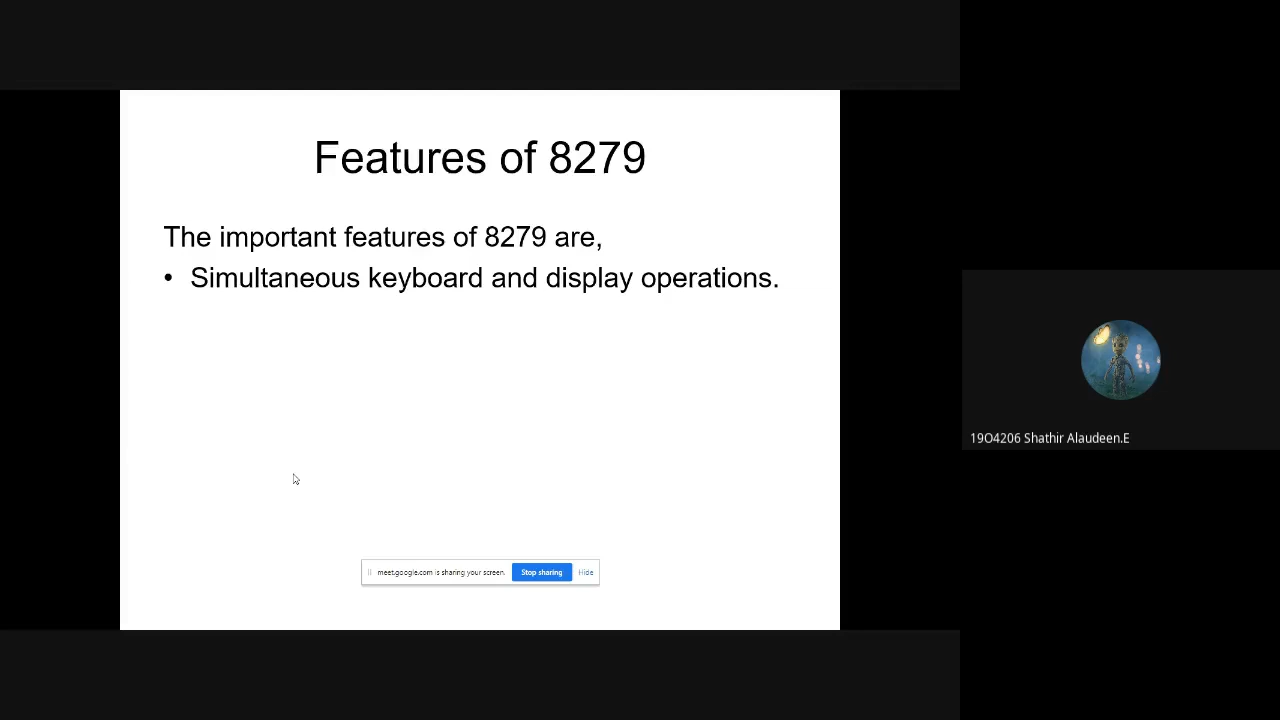 Features of 8279
The important features of 8279 are,
• Simultaneous keyboard and display operations.
meet.google.com is sharing your screen.
Stop sharing
Hide
19O4206 Shathir Alaudeen.E